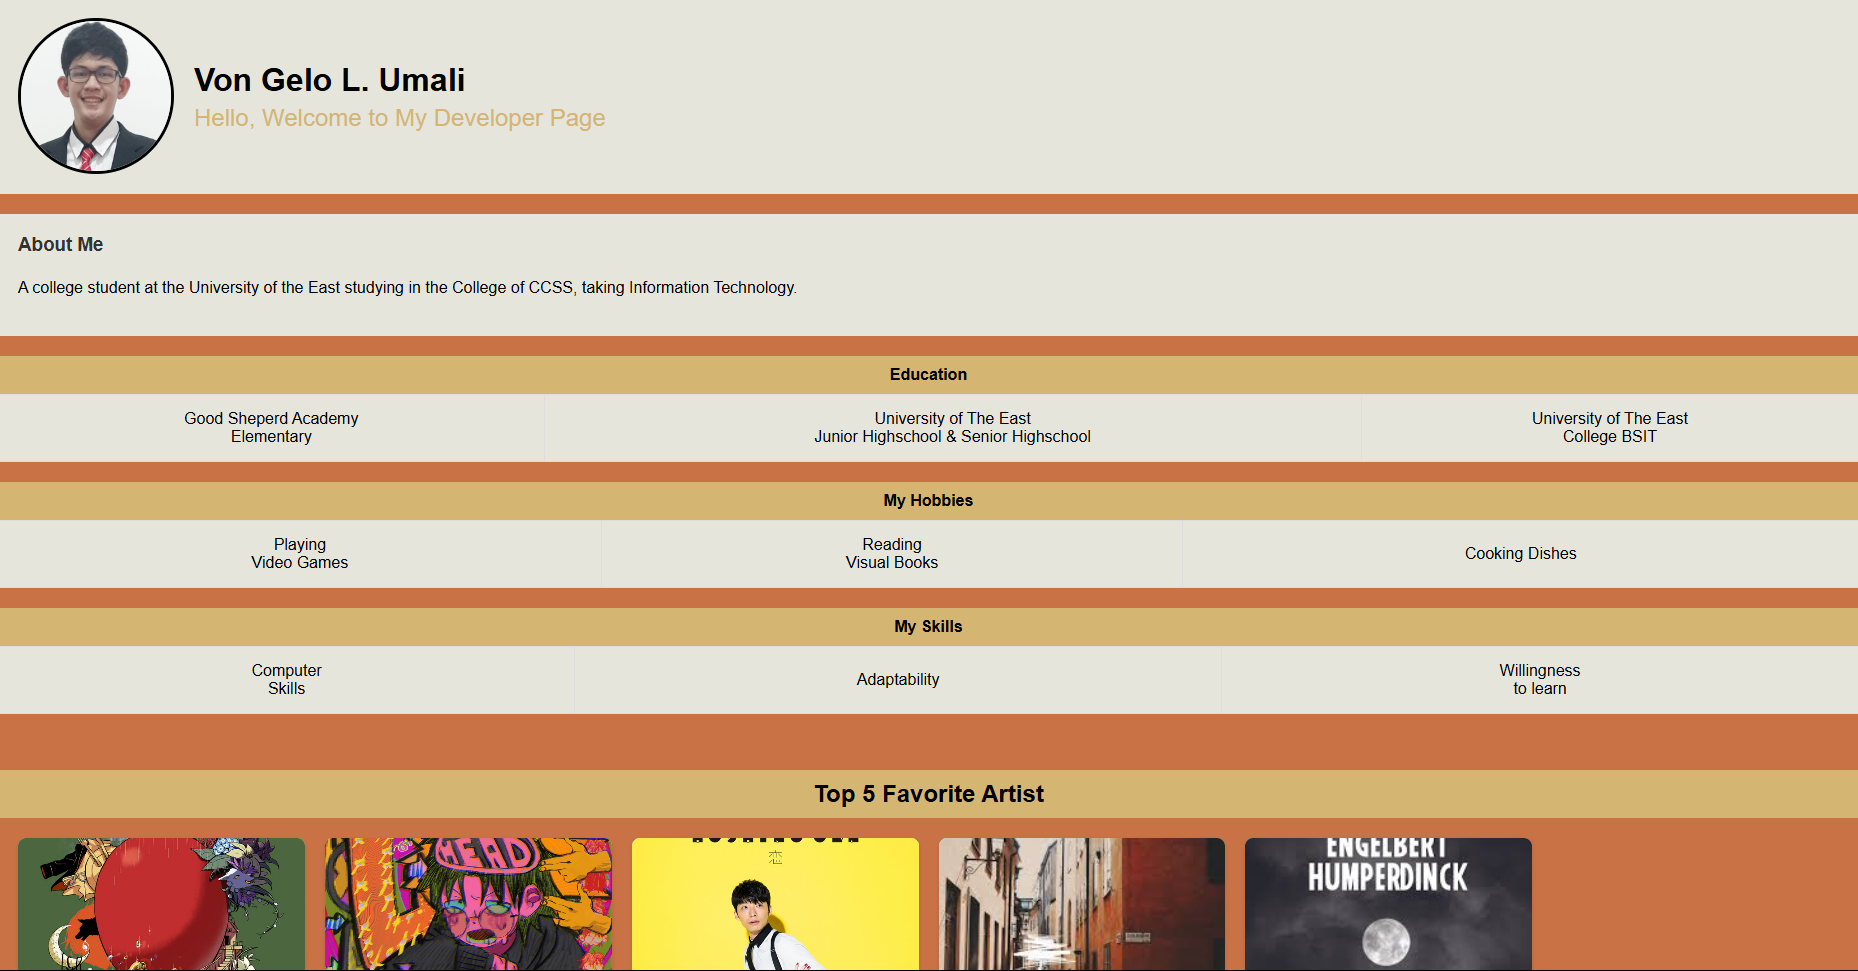 Von Gelo L. Umali
Hello, Welcome to My Developer Page
About Me
A college student at the University of the East studying in the College of CCSS, taking Information Technology.
Education
Good Sheperd Academy
Elementary
University of The East
Junior Highschool & Senior Highschool
University of The East
College BSIT
My Hobbies
Playing
Video Games
Reading
Visual Books
Cooking Dishes
My Skills
Computer
Skills
Adaptability
Willingness
to learn
Top 5 Favorite Artist
HEAD
恋
ENGELBERT
HUMPERDINCK